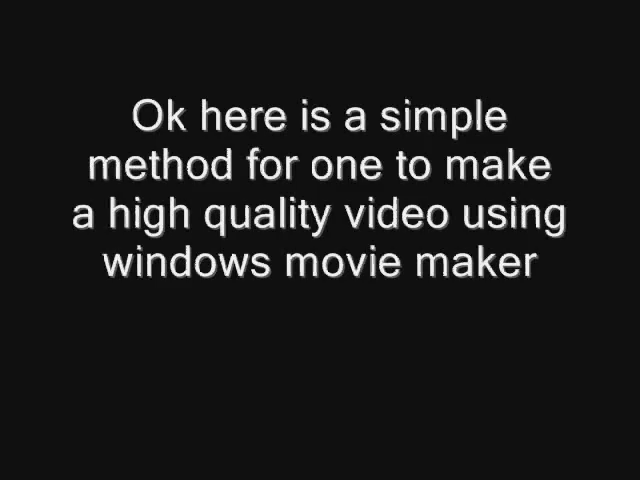 Ok here is a simple
method for one to make
a high quality video using
windows movie maker